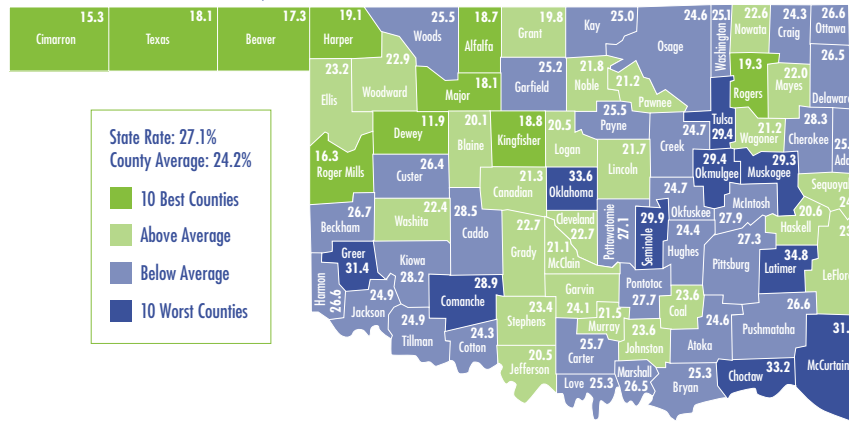 15.3
Cimarron
18.1
Texas
17.3
Beaver
19.1
Harper
25.5
Woods
18.7
Alfalfa
19.8
Grant
25.0
Kay
24.6
Osage
25.1
Washington
22.6
Nowata
24.3
Craig
26.6
Ottawa
23.2
Ellis
22.9
Woodward
18.1
Major
25.2
Garfield
21.8
Noble
21.2
Pawnee
19.3
Rogers
22.0
Mayes
26.5
Delaware
11.9
Dewey
20.1
Blaine
18.8
Kingfisher
20.5
Logan
25.5
Payne
24.7
Creek
Tulsa
29.4
21.2
Wagoner
28.3
Cherokee
State Rate: 27.1%
County Average: 24.2%
10 Best Counties
Above Average
Below Average
10 Worst Counties
16.3
Roger Mills
26.4
Custer
21.3
Canadian
33.6
Oklahoma
21.7
Lincoln
29.4
Okmulgee
29.3
Muskogee
26.7
Beckham
22.4
Washita
28.5
Caddo
22.7
Grady
Cleveland
22.7
21.1
McClain
Pottawatomie
27.1
Seminole
29.9
24.7
Okfuskee
24.4
Hughes
McIntosh
27.9
20.6
Haskell
27.3
Pittsburg
34.8
Latimer
Greer
31.4
Harmon
26.6
Kiowa
28.2
24.9
Jackson
28.9
Comanche
24.9
Tillman
24.3
Cotton
23.4
Stephens
20.5
Jefferson
Garvin
24.1
21.5
Murray
Pontotoc
27.7
23.6
Coal
23.6
Johnston
24.6
Atoka
26.6
Pushmataha
25.7
Carter
Love 25.3
Marshall
26.5
25.3
Bryan
33.2
Choctaw
McCurtain